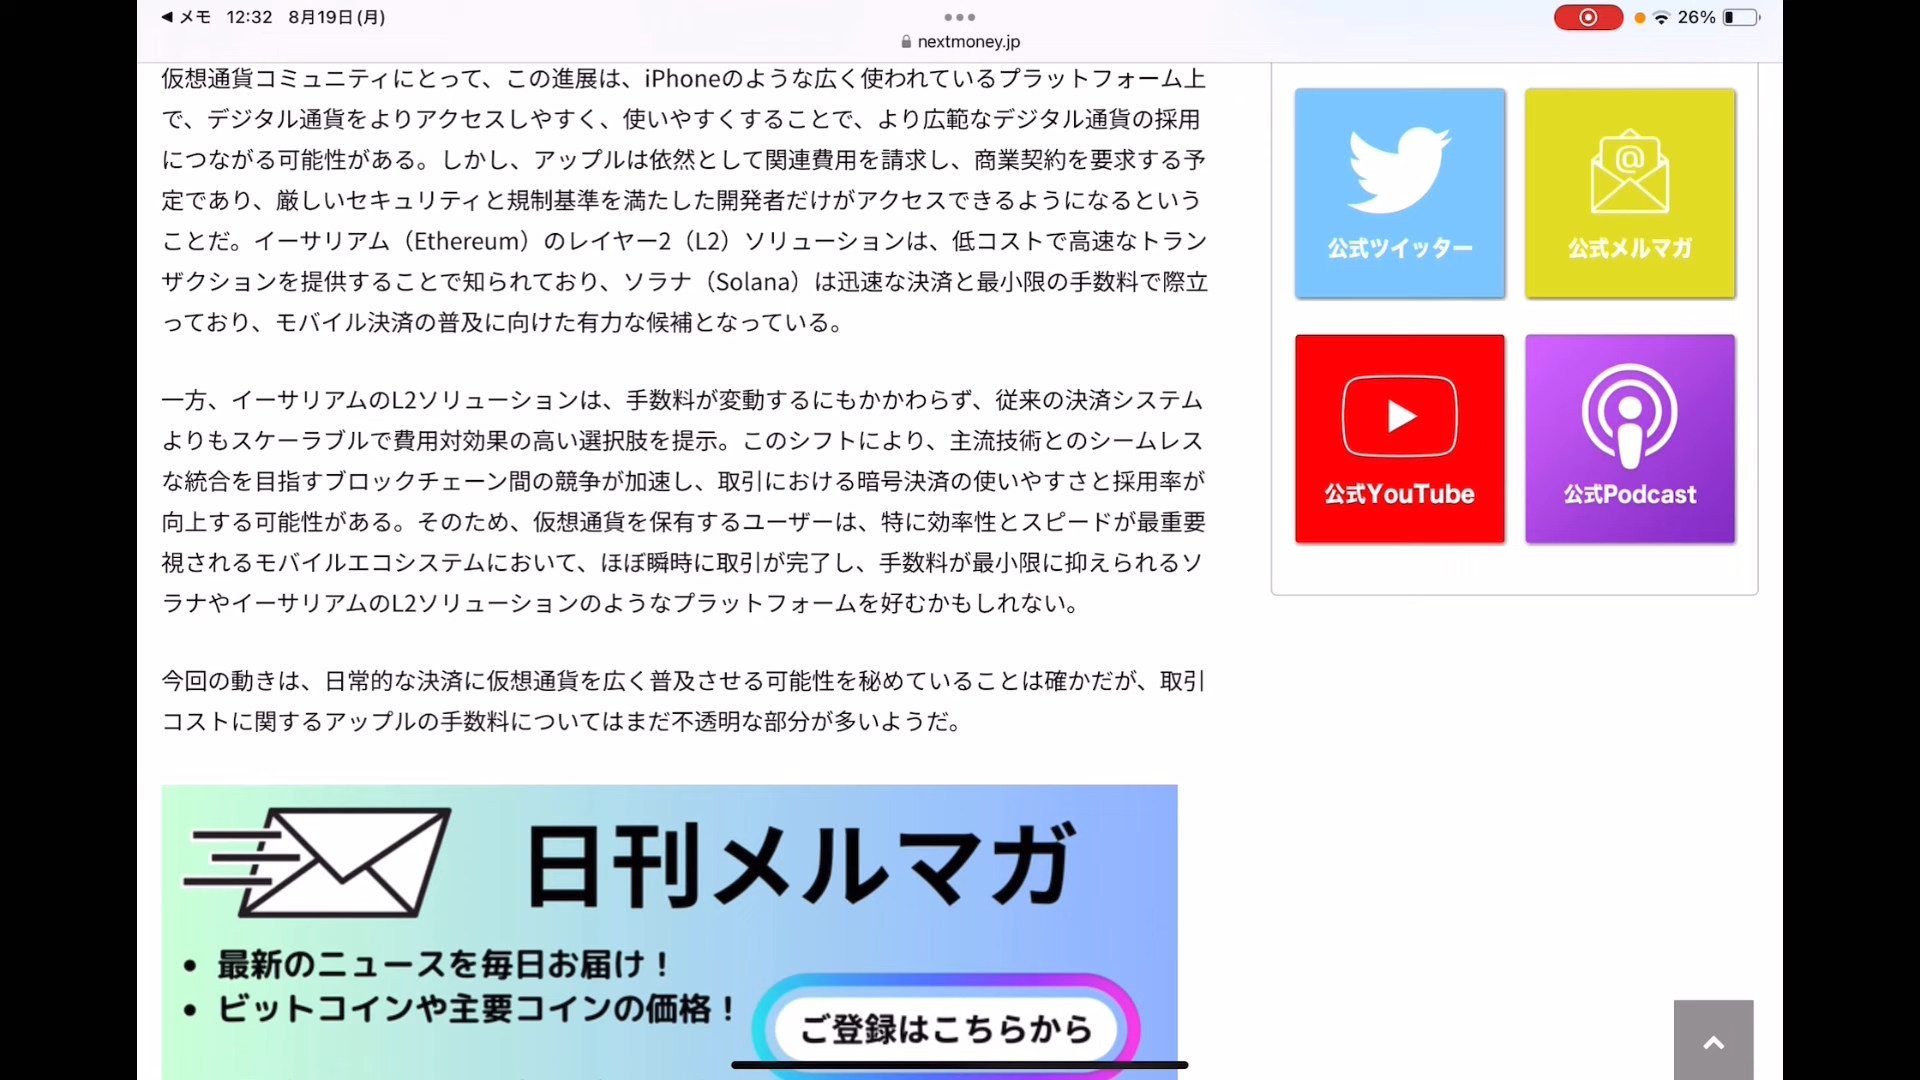 メモ 12:32 8月19日(月)
26%
nextmoney.jp
仮想通貨コミュニティにとって、この進展は、iPhoneのような広く使われているプラットフォーム上
で、デジタル通貨をよりアクセスしやすく、使いやすくすることで、より広範なデジタル通貨の採用
につながる可能性がある。しかし、アップルは依然として関連費用を請求し、商業契約を要求する予
定であり、厳しいセキュリティと規制基準を満たした開発者だけがアクセスできるようになるという
ことだ。イーサリアム（Ethereum）のレイヤー2（L2）ソリューションは、低コストで高速なトラン
ザクションを提供することで知られており、ソラナ（Solana）は迅速な決済と最小限の手数料で際立
っており、モバイル決済の普及に向けた有力な候補となっている。
一方、イーサリアムのL2ソリューションは、手数料が変動するにもかかわらず、従来の決済システム
よりもスケーラブルで費用対効果の高い選択肢を提示。このシフトにより、主流技術とのシームレス
な統合を目指すブロックチェーン間の競争が加速し、取引における暗号決済の使いやすさと採用率が
向上する可能性がある。そのため、仮想通貨を保有するユーザーは、特に効率性とスピードが最重要
視されるモバイルエコシステムにおいて、ほぼ瞬時に取引が完了し、手数料が最小限に抑えられるソ
ラナやイーサリアムのL2ソリューションのようなプラットフォームを好むかもしれない。
今回の動きは、日常的な決済に仮想通貨を広く普及させる可能性を秘めていることは確かだが、取引
コストに関するアップルの手数料についてはまだ不透明な部分が多いようだ。
日刊メルマガ
• 最新のニュースを毎日お届け！
• ビットコインや主要コインの価格！
ご登録はこちらから
公式ツイッター
@
公式メルマガ
公式YouTube
公式Podcast